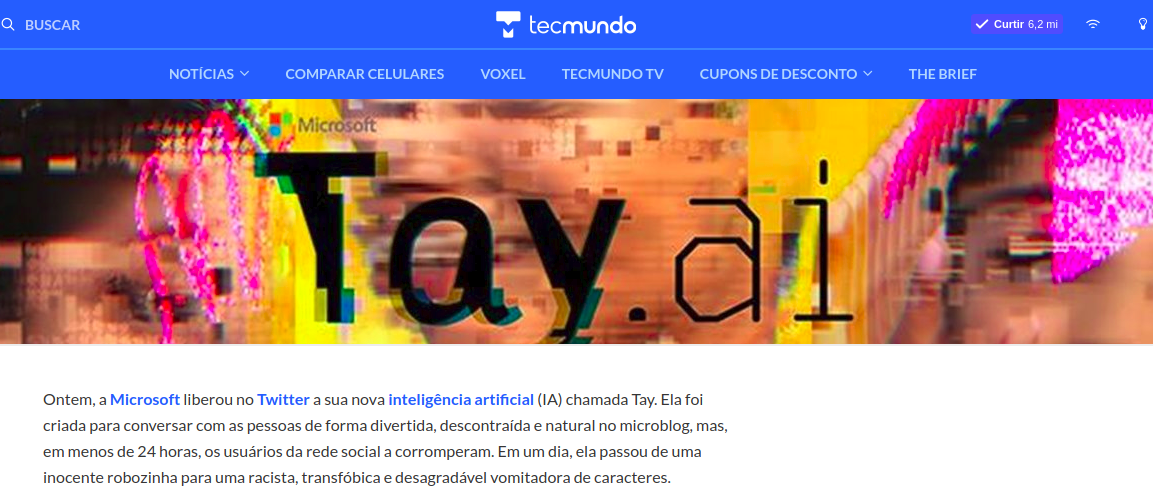 BUSCAR
tecmundo
Curtir 6,2 mi
NOTÍCIAS
COMPARAR CELULARES
VOXEL
TECMUNDO TV
CUPONS DE DESCONTO
THE BRIEF
Microsoft
Tay.ai
Ontem, a Microsoft liberou no Twitter a sua nova inteligência artificial (IA) chamada Tay. Ela foi
criada para conversar com as pessoas de forma divertida, descontraída e natural no microblog, mas,
em menos de 24 horas, os usuários da rede social a corromperam. Em um dia, ela passou de uma
inocente robozinha para uma racista, transfóbica e desagradável vomitadora de caracteres.